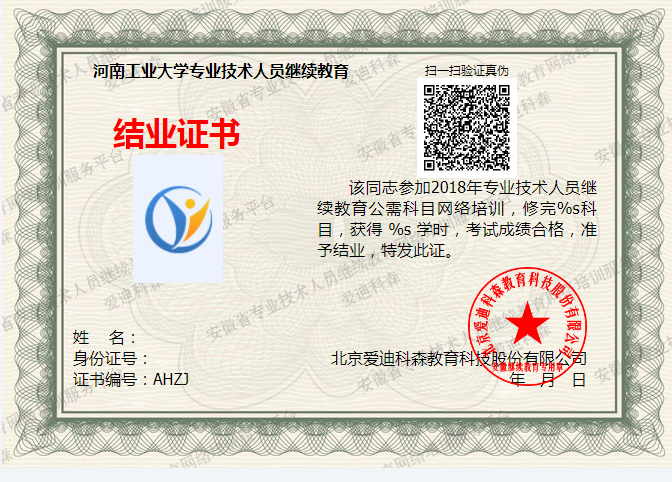 河南工业大学专业技术人员继续教育
扫一扫验证真伪
结业证书
该同志参加2018年专业技术人员继
续教育公需科目网络培训，修完%s科
目，获得 %s 学时，考试成绩合格，准
予结业，特发此证。
姓 名：
身份证号：
证书编号：AHZJ
北京爱迪科森教育科技股份有限公司
年 月 日
北京爱迪科森教育科技股份有限公司
安徽继续教育专用章
安徽省专业技术人员继续教育网络培训服务平台
爱迪科森